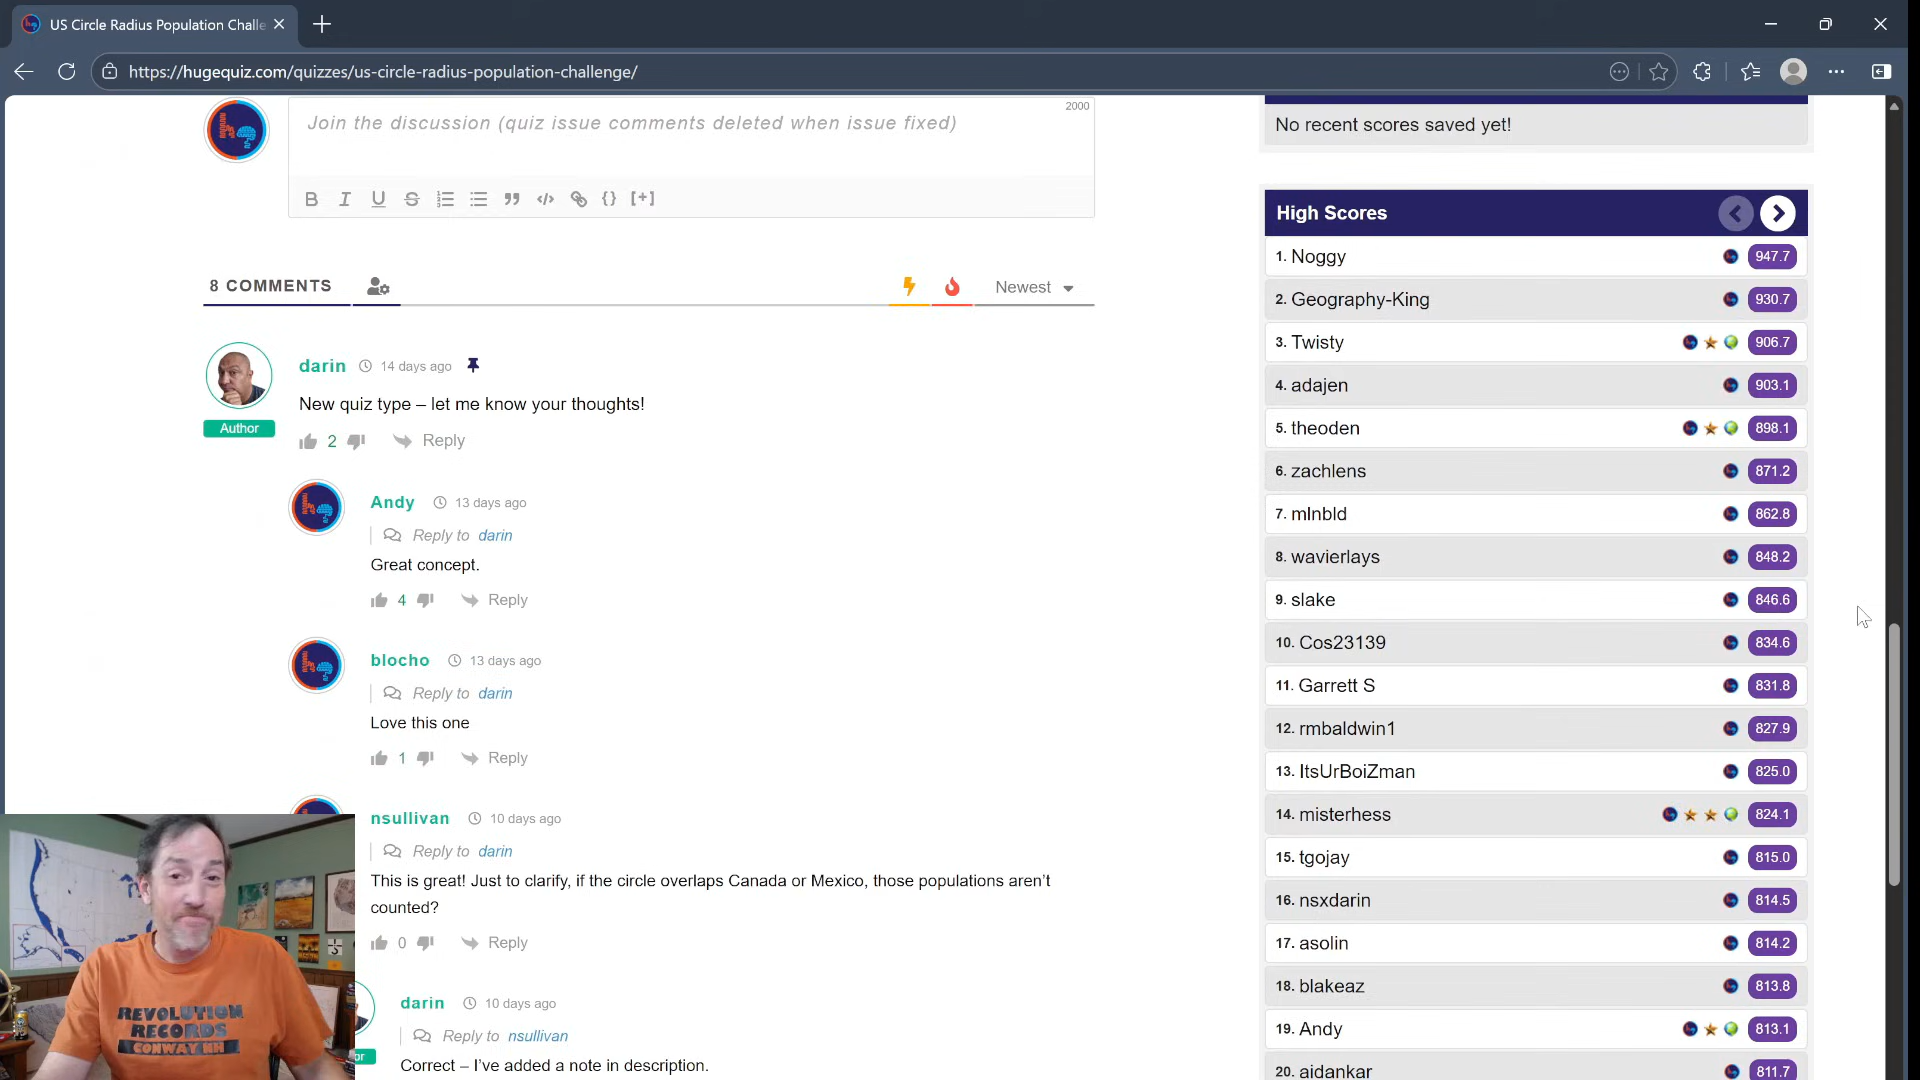 US Circle Radius Population Challe
https://hugequiz.com/quizzes/us-circle-radius-population-challenge/
2000
Join the discussion (quiz issue comments deleted when issue fixed)
B I U S {} [+]
8 COMMENTS
Newest
darin 14 days ago
Author
New quiz type – let me know your thoughts!
2 Reply
Andy 13 days ago
Reply to darin
Great concept.
4 Reply
blocho 13 days ago
Reply to darin
Love this one
1 Reply
nsullivan 10 days ago
Reply to darin
This is great! Just to clarify, if the circle overlaps Canada or Mexico, those populations aren't
counted?
0 Reply
darin 10 days ago
Reply to nsullivan
or
Correct – I've added a note in description.
REVOLUTION
RECORDS
CONWAY NH
No recent scores saved yet!
High Scores
1. Noggy 947.7
2. Geography-King 930.7
3. Twisty 906.7
4. adajen 903.1
5. theoden 898.1
6. zachlens 871.2
7. mlnbld 862.8
8. wavierlays 848.2
9. slake 846.6
10. Cos23139 834.6
11. Garrett S 831.8
12. rmbaldwin1 827.9
13. ItsUrBoiZman 825.0
14. misterhess 824.1
15. tgojay 815.0
16. nsxdarin 814.5
17. asolin 814.2
18. blakeaz 813.8
19. Andy 813.1
20. aidankar 811.7